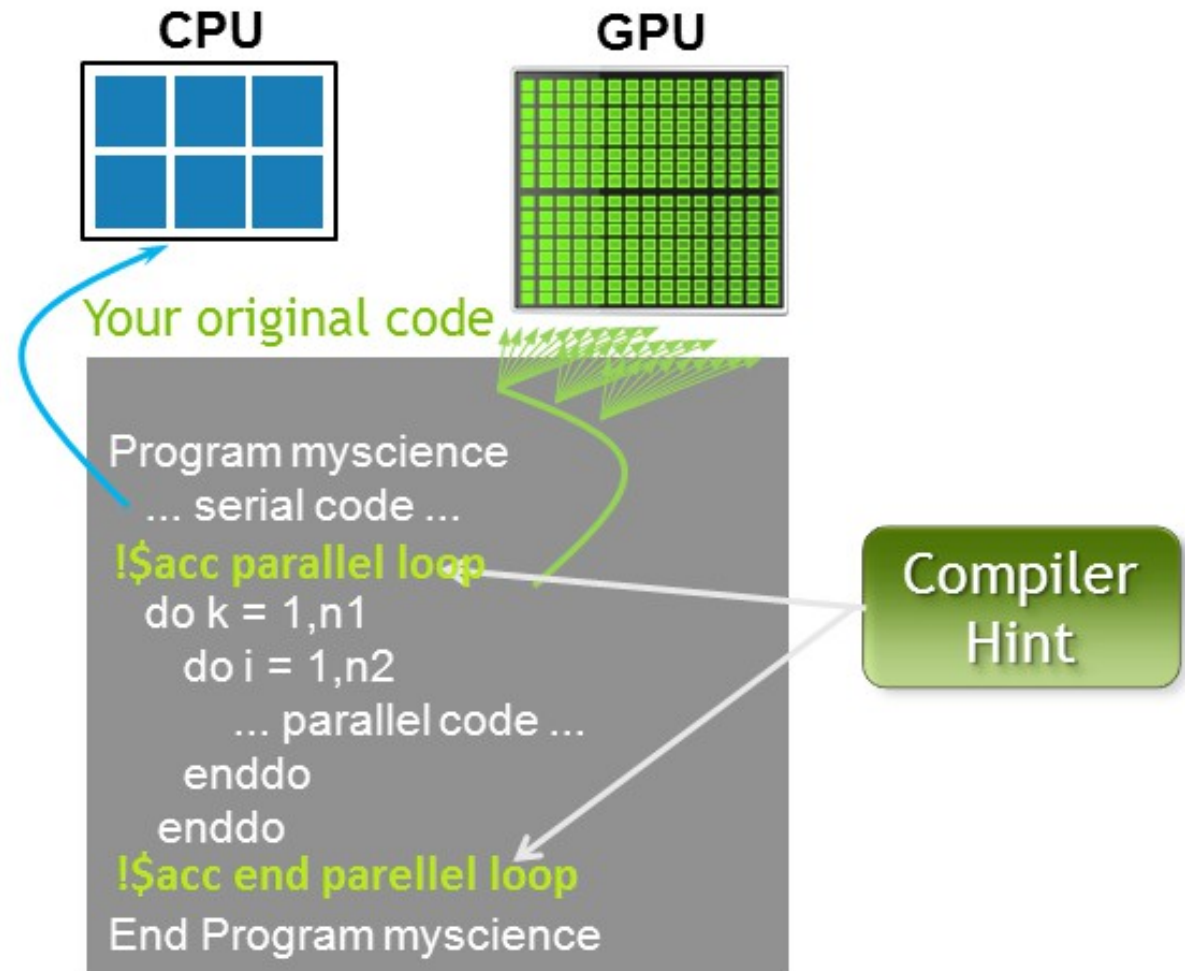 CPU
GPU
Your original code
Program myscience
... serial code ...
!$acc parallel loop
do k = 1,n1
do i = 1,n2
... parallel code ...
enddo
enddo
!$acc end parellel loop
End Program myscience
Compiler
Hint